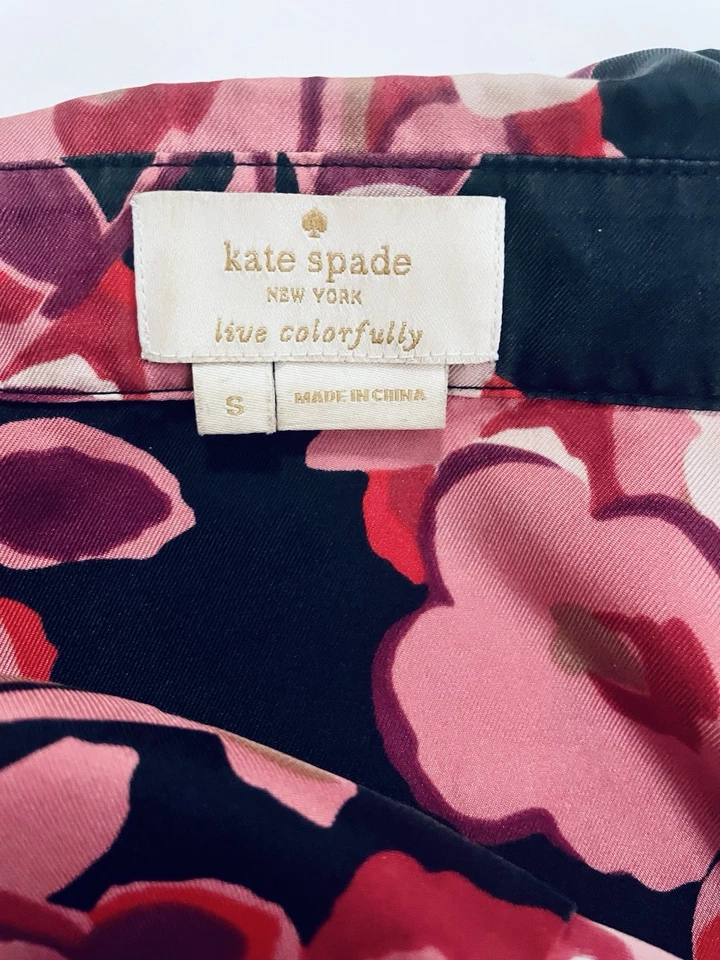 kate spade
NEW YORK
live colorfully
S
MADE IN CHINA